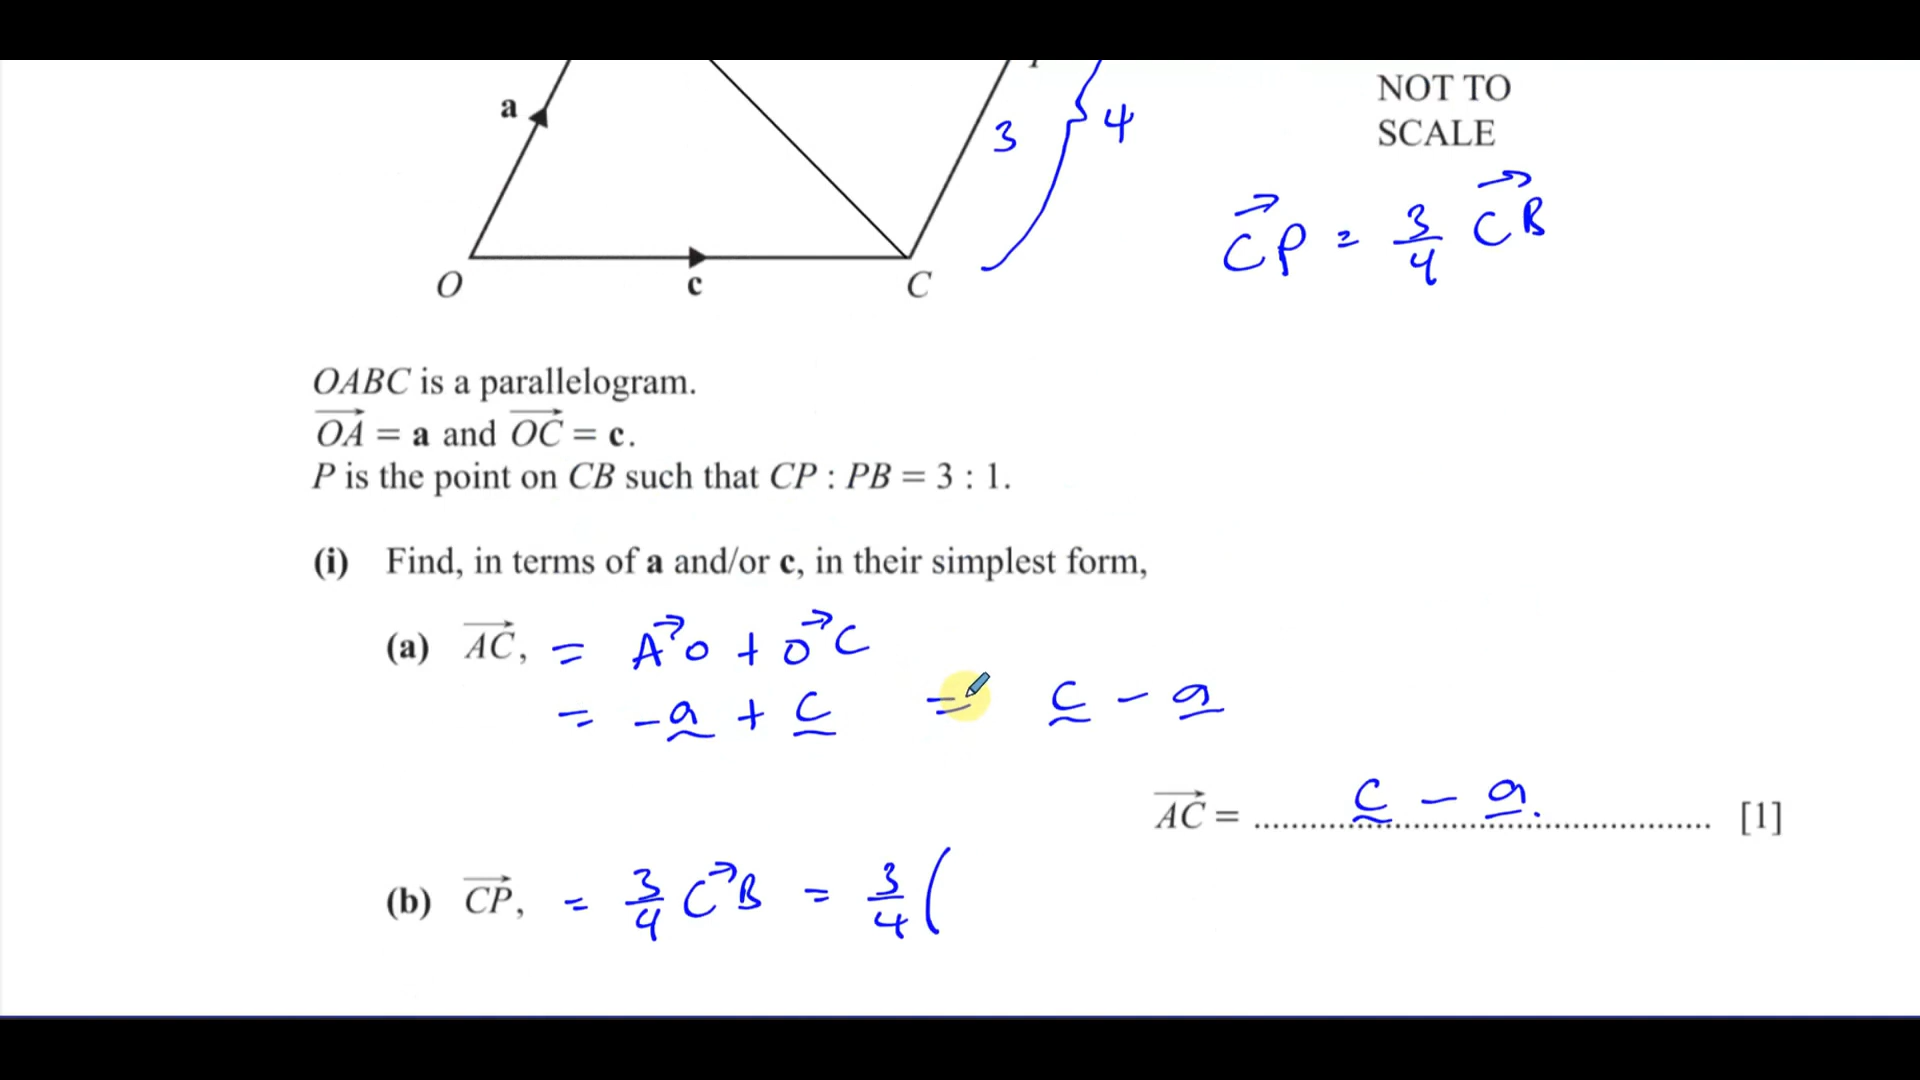 a
3
4
NOT TO
SCALE
CP = 3/4 CB
O
c
C
OABC is a parallelogram.
OA = a and OC = c.
P is the point on CB such that CP : PB = 3 : 1.
(i) Find, in terms of a and/or c, in their simplest form,
(a) AC, = AO + OC
= -a + c = c - a
AC = c - a. [1]
(b) CP, = 3/4 CB = 3/4 (